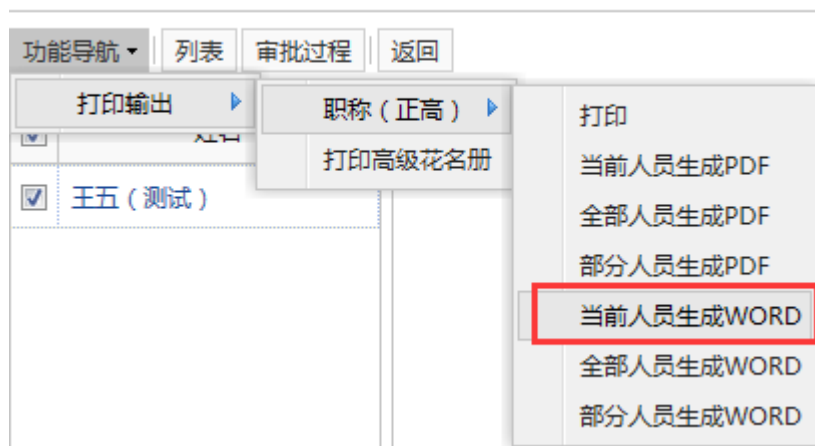 功能导航 列表 审批过程 返回
打印输出 职称（正高） 打印
姓名 打印高级花名册 当前人员生成PDF
王五（测试） 全部人员生成PDF
部分人员生成PDF
当前人员生成WORD
全部人员生成WORD
部分人员生成WORD